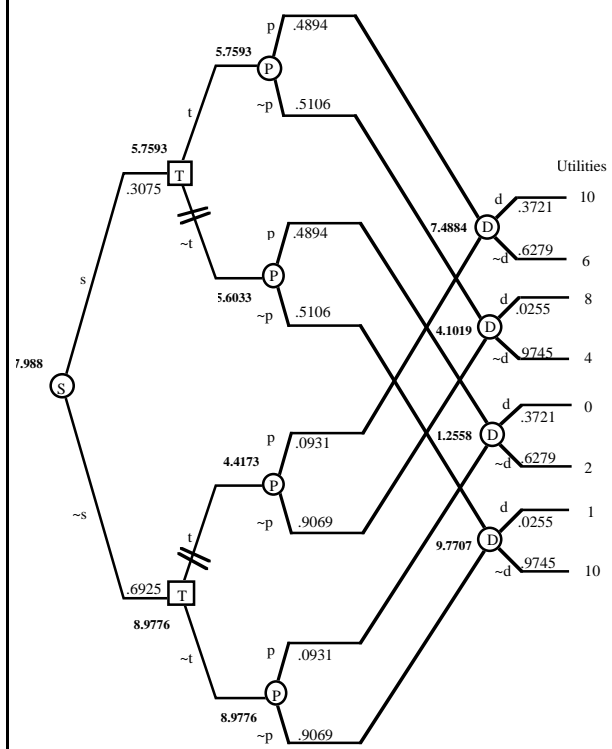 p
.4894
5.7593
P
~p
.5106
t
Utilities
5.7593
T
.3075
d
.3721
10
7.4884
D
~t
p
.4894
~d
.6279
6
P
s
5.6033
~p
.5106
d
.0255
8
4.1019
D
~d
.9745
4
7.988
S
d
.3721
0
p
.0931
1.2558
D
4.4173
~d
.6279
2
P
~s
t
~p
.9069
d
.0255
1
9.7707
D
~d
.9745
10
.6925
T
8.9776
~t
p
.0931
P
8.9776
~p
.9069